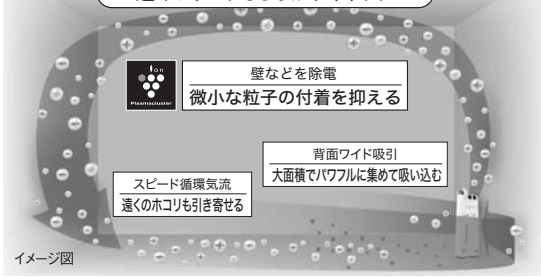 Ion
Plasmacluster
壁などを除電
微小な粒子の付着を抑える
背面ワイド吸引
大面積でパワフルに集めて吸い込む
スピード循環気流
遠くのホコリも引き寄せる
イメージ図